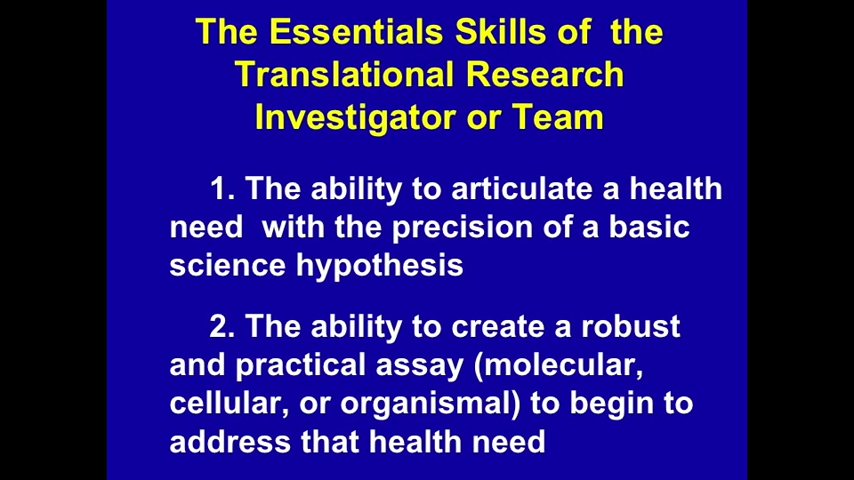 The Essentials Skills of  the
Translational Research
Investigator or Team
1. The ability to articulate a health
need  with the precision of a basic
science hypothesis
2. The ability to create a robust
and practical assay (molecular,
cellular, or organismal) to begin to
address that health need